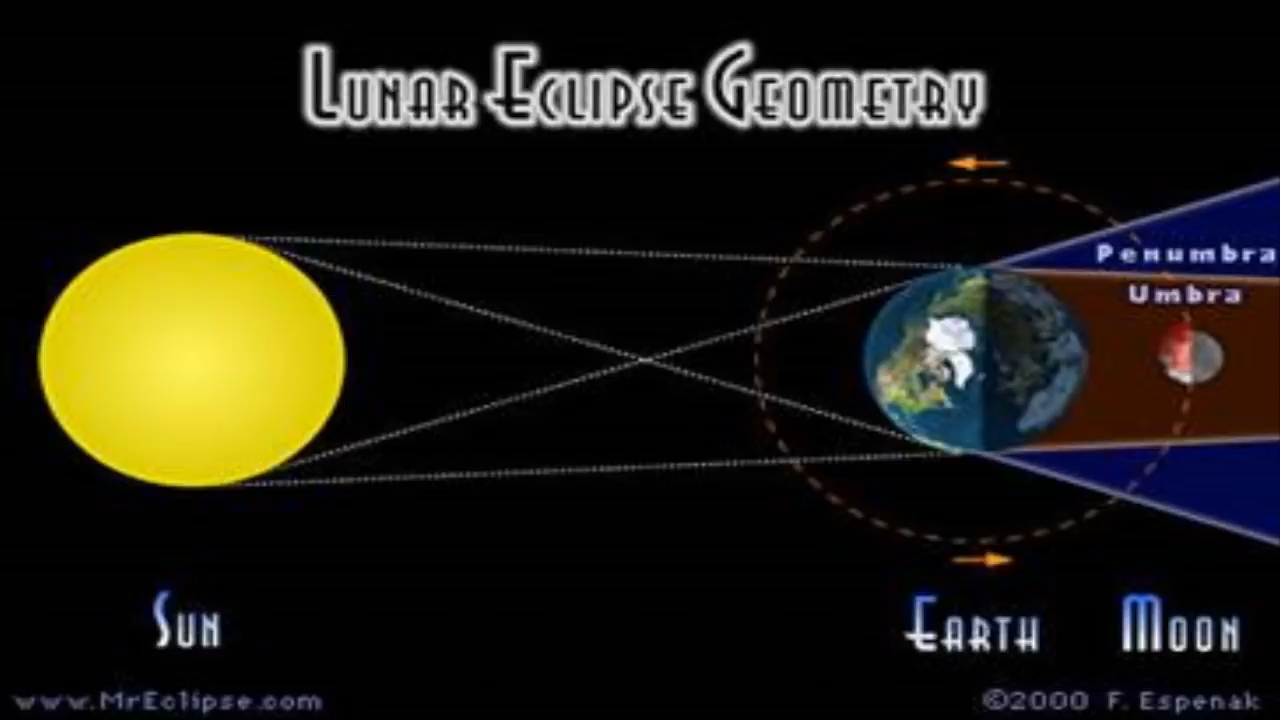 Lunar Eclipse Geometry
Penumbra
Umbra
Sun
Earth
Moon
www.MrEclipse.com
©2000 F. Espenak